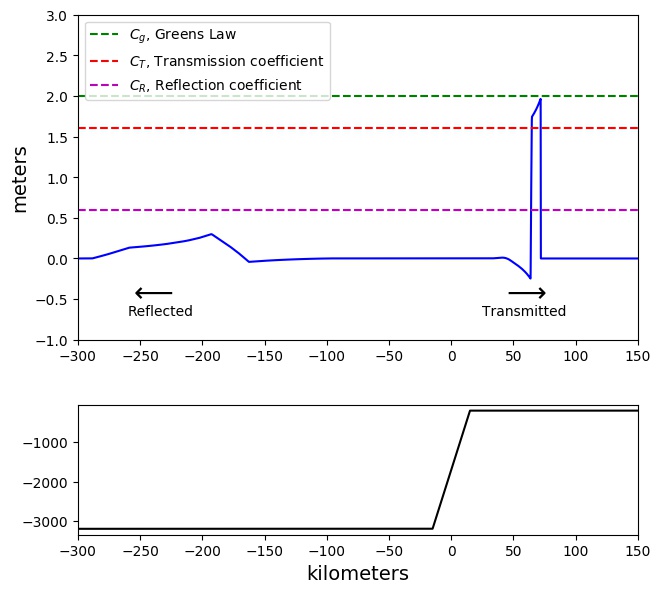 3.0
2.5
2.0
1.5
1.0
0.5
0.0
−0.5
−1.0
meters
C_g, Greens Law
C_T, Transmission coefficient
C_R, Reflection coefficient
Reflected
Transmitted
−300 −250 −200 −150 −100 −50 0 50 100 150
−1000
−2000
−3000
−300 −250 −200 −150 −100 −50 0 50 100 150
kilometers